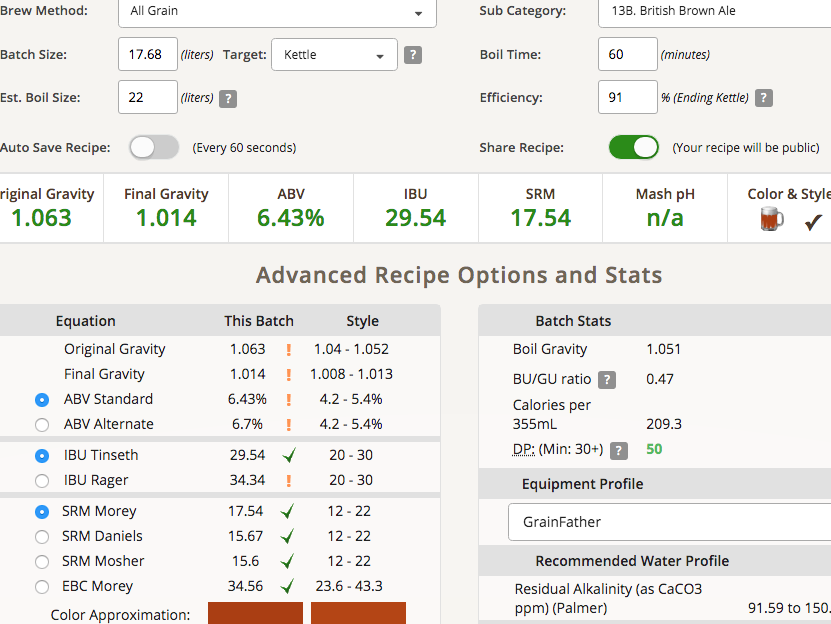 Brew Method: All Grain Sub Category: 13B. British Brown Ale
Batch Size: 17.68 (liters) Target: Kettle ? Boil Time: 60 (minutes)
Est. Boil Size: 22 (liters) ? Efficiency: 91 % (Ending Kettle) ?
Auto Save Recipe: (Every 60 seconds) Share Recipe: (Your recipe will be public)
riginal Gravity Final Gravity ABV IBU SRM Mash pH Color & Style
1.063 1.014 6.43% 29.54 17.54 n/a
Advanced Recipe Options and Stats
Equation This Batch Style
Original Gravity 1.063 ! 1.04 - 1.052
Final Gravity 1.014 ! 1.008 - 1.013
ABV Standard 6.43% ! 4.2 - 5.4%
ABV Alternate 6.7% ! 4.2 - 5.4%
IBU Tinseth 29.54 20 - 30
IBU Rager 34.34 ! 20 - 30
SRM Morey 17.54 12 - 22
SRM Daniels 15.67 12 - 22
SRM Mosher 15.6 12 - 22
EBC Morey 34.56 23.6 - 43.3
Color Approximation:
Batch Stats
Boil Gravity 1.051
BU/GU ratio ? 0.47
Calories per
355mL 209.3
DP: (Min: 30+) ? 50
Equipment Profile
GrainFather
Recommended Water Profile
Residual Alkalinity (as CaCO3
ppm) (Palmer) 91.59 to 150.